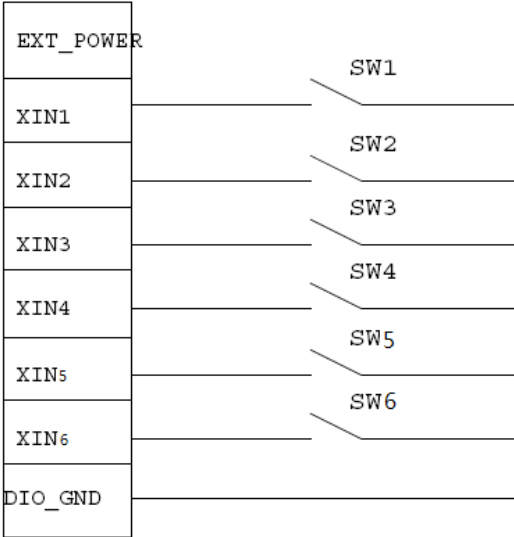 EXT_POWER
SW1
XIN1
SW2
XIN2
SW3
XIN3
SW4
XIN4
SW5
XIN5
SW6
XIN6
DIO_GND